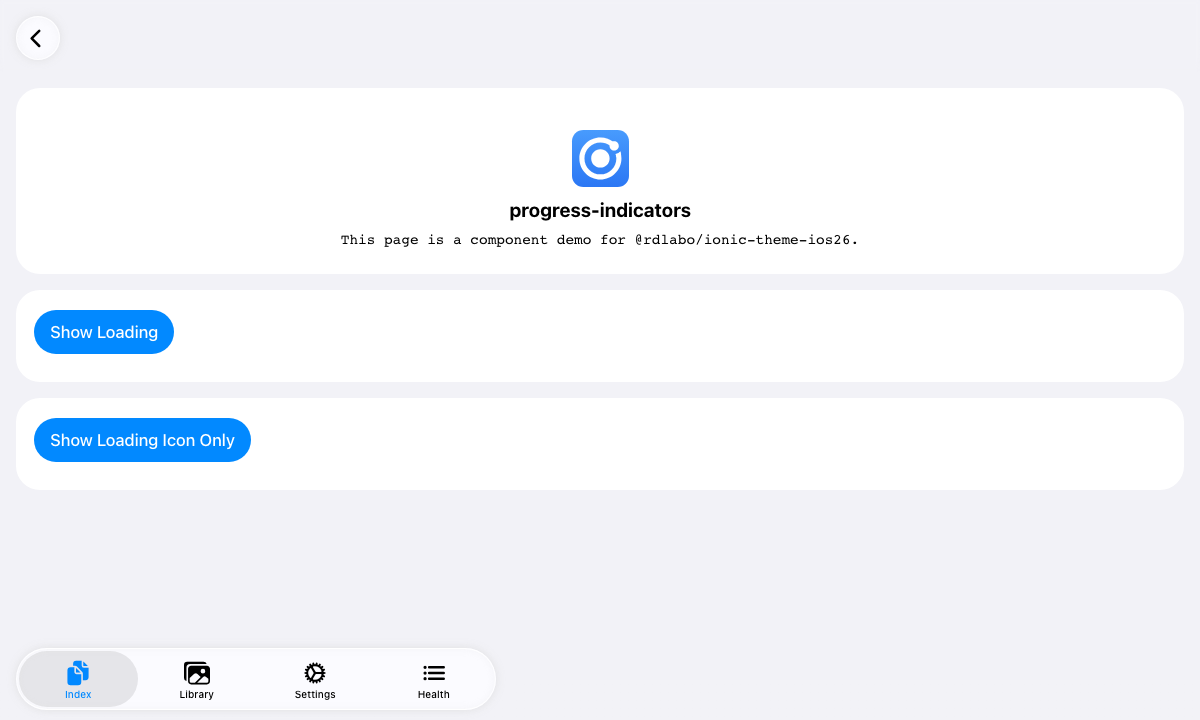 progress-indicators
This page is a component demo for @rdlabo/ionic-theme-ios26.
Show Loading
Show Loading Icon Only
Index
Library
Settings
Health